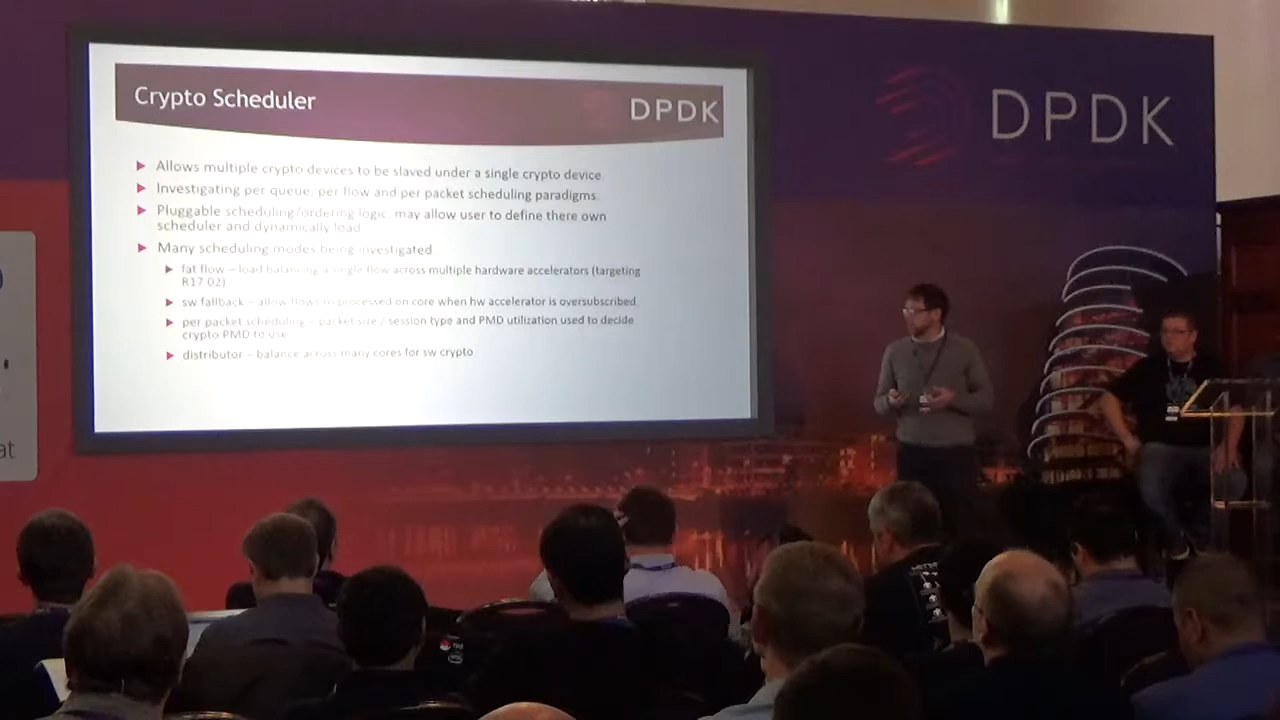 Crypto Scheduler
DPDK
Allows multiple crypto devices to be slaved under a single crypto device.
Investigating per queue, per flow and per packet scheduling paradigms.
Pluggable scheduling/ordering logic, may allow user to define there own
scheduler and dynamically load
Many scheduling modes being investigated
fat flow – load balancing a single flow across multiple hardware accelerators (targeting
R17.02)
sw fallback – allow flows to processed on core when hw accelerator is oversubscribed.
per packet scheduling – packet size / session type and PMD utilization used to decide
crypto PMD to use
distributor – balance across many cores for sw crypto
DPDK
at